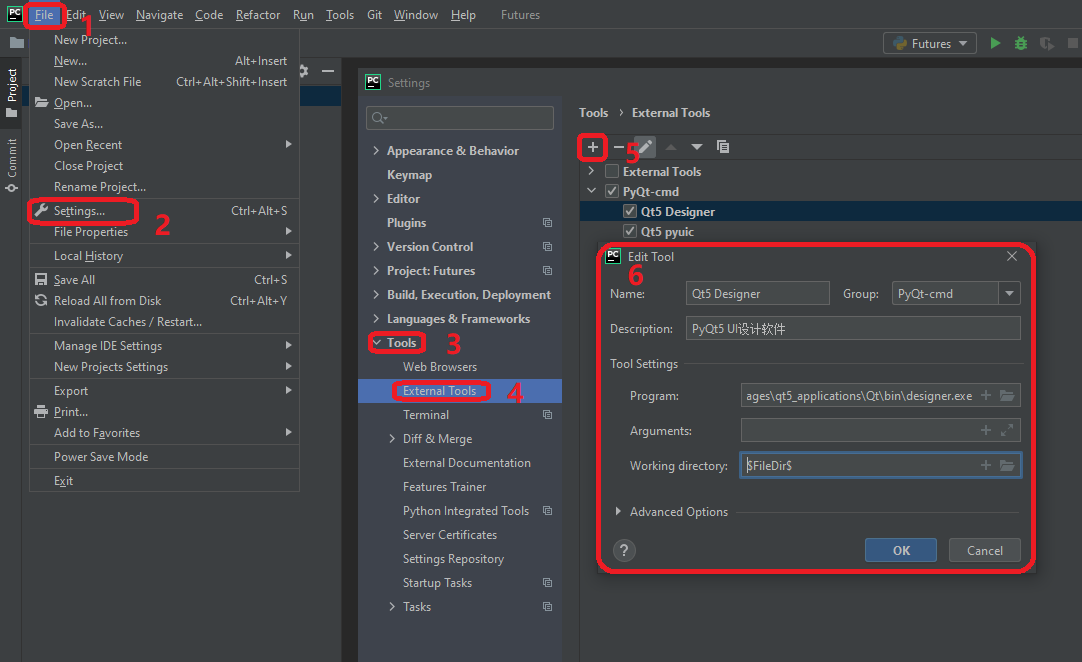 PC File Edit View Navigate Code Refactor Run Tools Git Window Help Futures
1
Futures
Project
Commit
New Project...
New... Alt+Insert
New Scratch File Ctrl+Alt+Shift+Insert
Open...
Save As...
Open Recent
Close Project
Rename Project...
Settings... Ctrl+Alt+S
2
File Properties
Local History
Save All Ctrl+S
Reload All from Disk Ctrl+Alt+Y
Invalidate Caches / Restart...
Manage IDE Settings
New Projects Settings
Export
Print...
Add to Favorites
Power Save Mode
Exit
PC Settings
Appearance & Behavior
Keymap
Editor
Plugins
Version Control
Project: Futures
Build, Execution, Deployment
Languages & Frameworks
Tools 3
Web Browsers
External Tools 4
Terminal
Diff & Merge
External Documentation
Features Trainer
Python Integrated Tools
Server Certificates
Settings Repository
Startup Tasks
Tasks
Tools › External Tools
5
External Tools
PyQt-cmd
Qt5 Designer
Qt5 pyuic
PC Edit Tool
6
Name: Qt5 Designer Group: PyQt-cmd
Description: PyQt5 UI设计软件
Tool Settings
Program: ages\qt5_applications\Qt\bin\designer.exe
Arguments:
Working directory: $FileDir$
Advanced Options
? OK Cancel